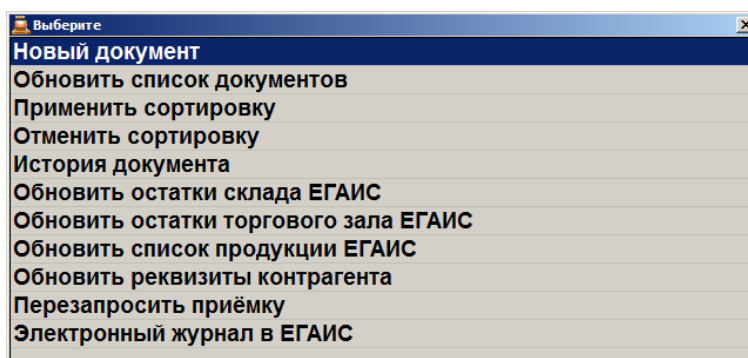 Выберите
Новый документ
Обновить список документов
Применить сортировку
Отменить сортировку
История документа
Обновить остатки склада ЕГАИС
Обновить остатки торгового зала ЕГАИС
Обновить список продукции ЕГАИС
Обновить реквизиты контрагента
Перезапросить приёмку
Электронный журнал в ЕГАИС